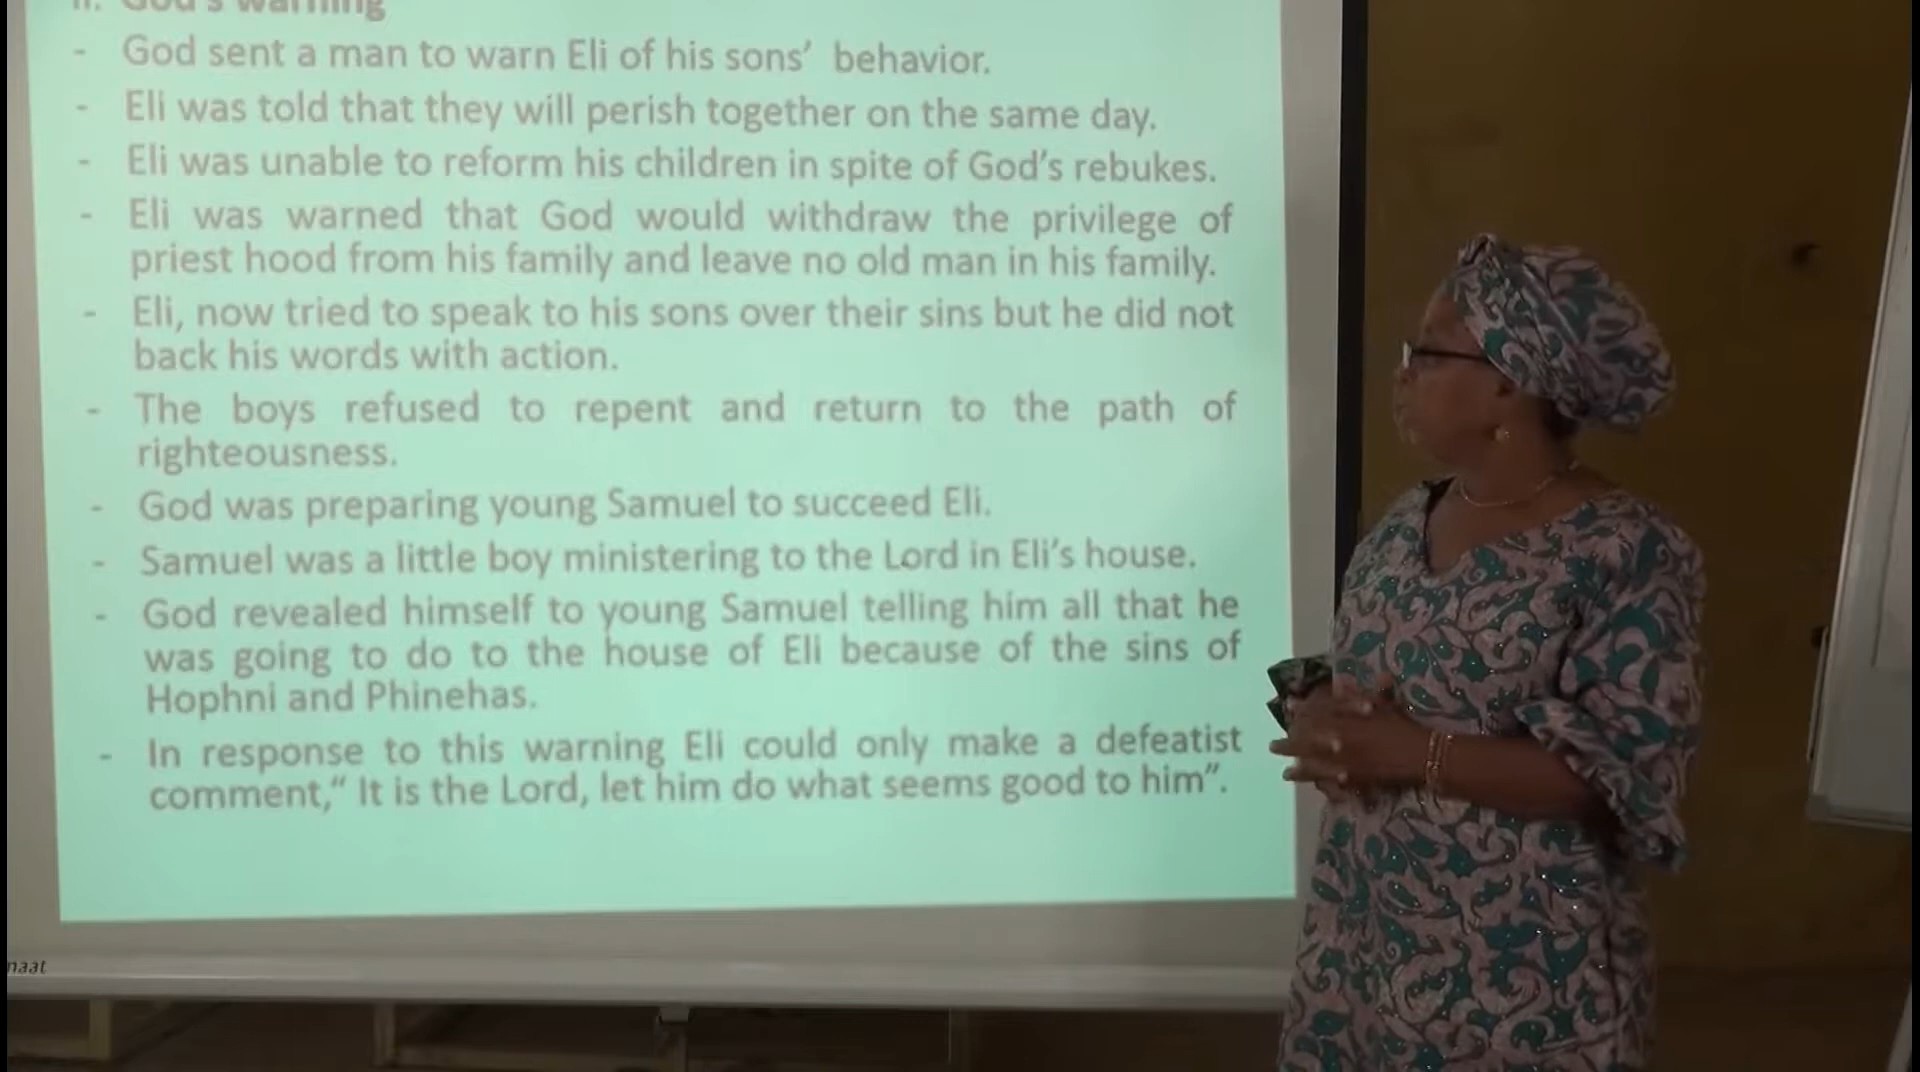 II. God's warning
- God sent a man to warn Eli of his sons' behavior.
- Eli was told that they will perish together on the same day.
- Eli was unable to reform his children in spite of God's rebukes.
- Eli was warned that God would withdraw the privilege of
priest hood from his family and leave no old man in his family.
- Eli, now tried to speak to his sons over their sins but he did not
back his words with action.
- The boys refused to repent and return to the path of
righteousness.
- God was preparing young Samuel to succeed Eli.
- Samuel was a little boy ministering to the Lord in Eli's house.
- God revealed himself to young Samuel telling him all that he
was going to do to the house of Eli because of the sins of
Hophni and Phinehas.
- In response to this warning Eli could only make a defeatist
comment,“ It is the Lord, let him do what seems good to him”.
naat